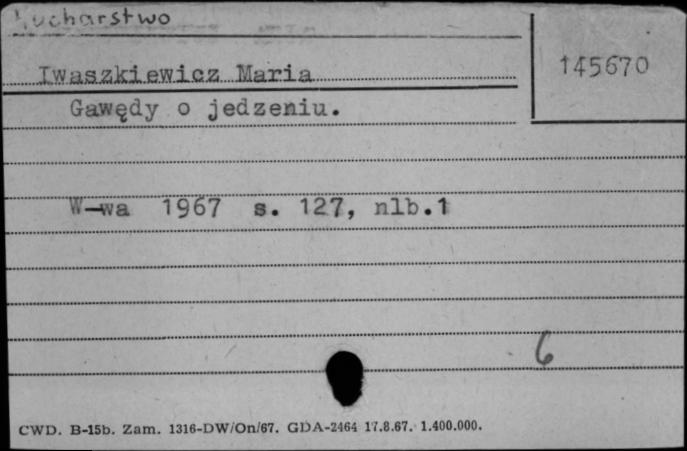 Kucharstwo
145670
Iwaszkiewicz Maria
Gawędy o jedzeniu.
W-wa 1967 s. 127, nlb.1
6
CWD. B-15b. Zam. 1316-DW/On/67. GDA-2464 17.8.67. 1.400.000.